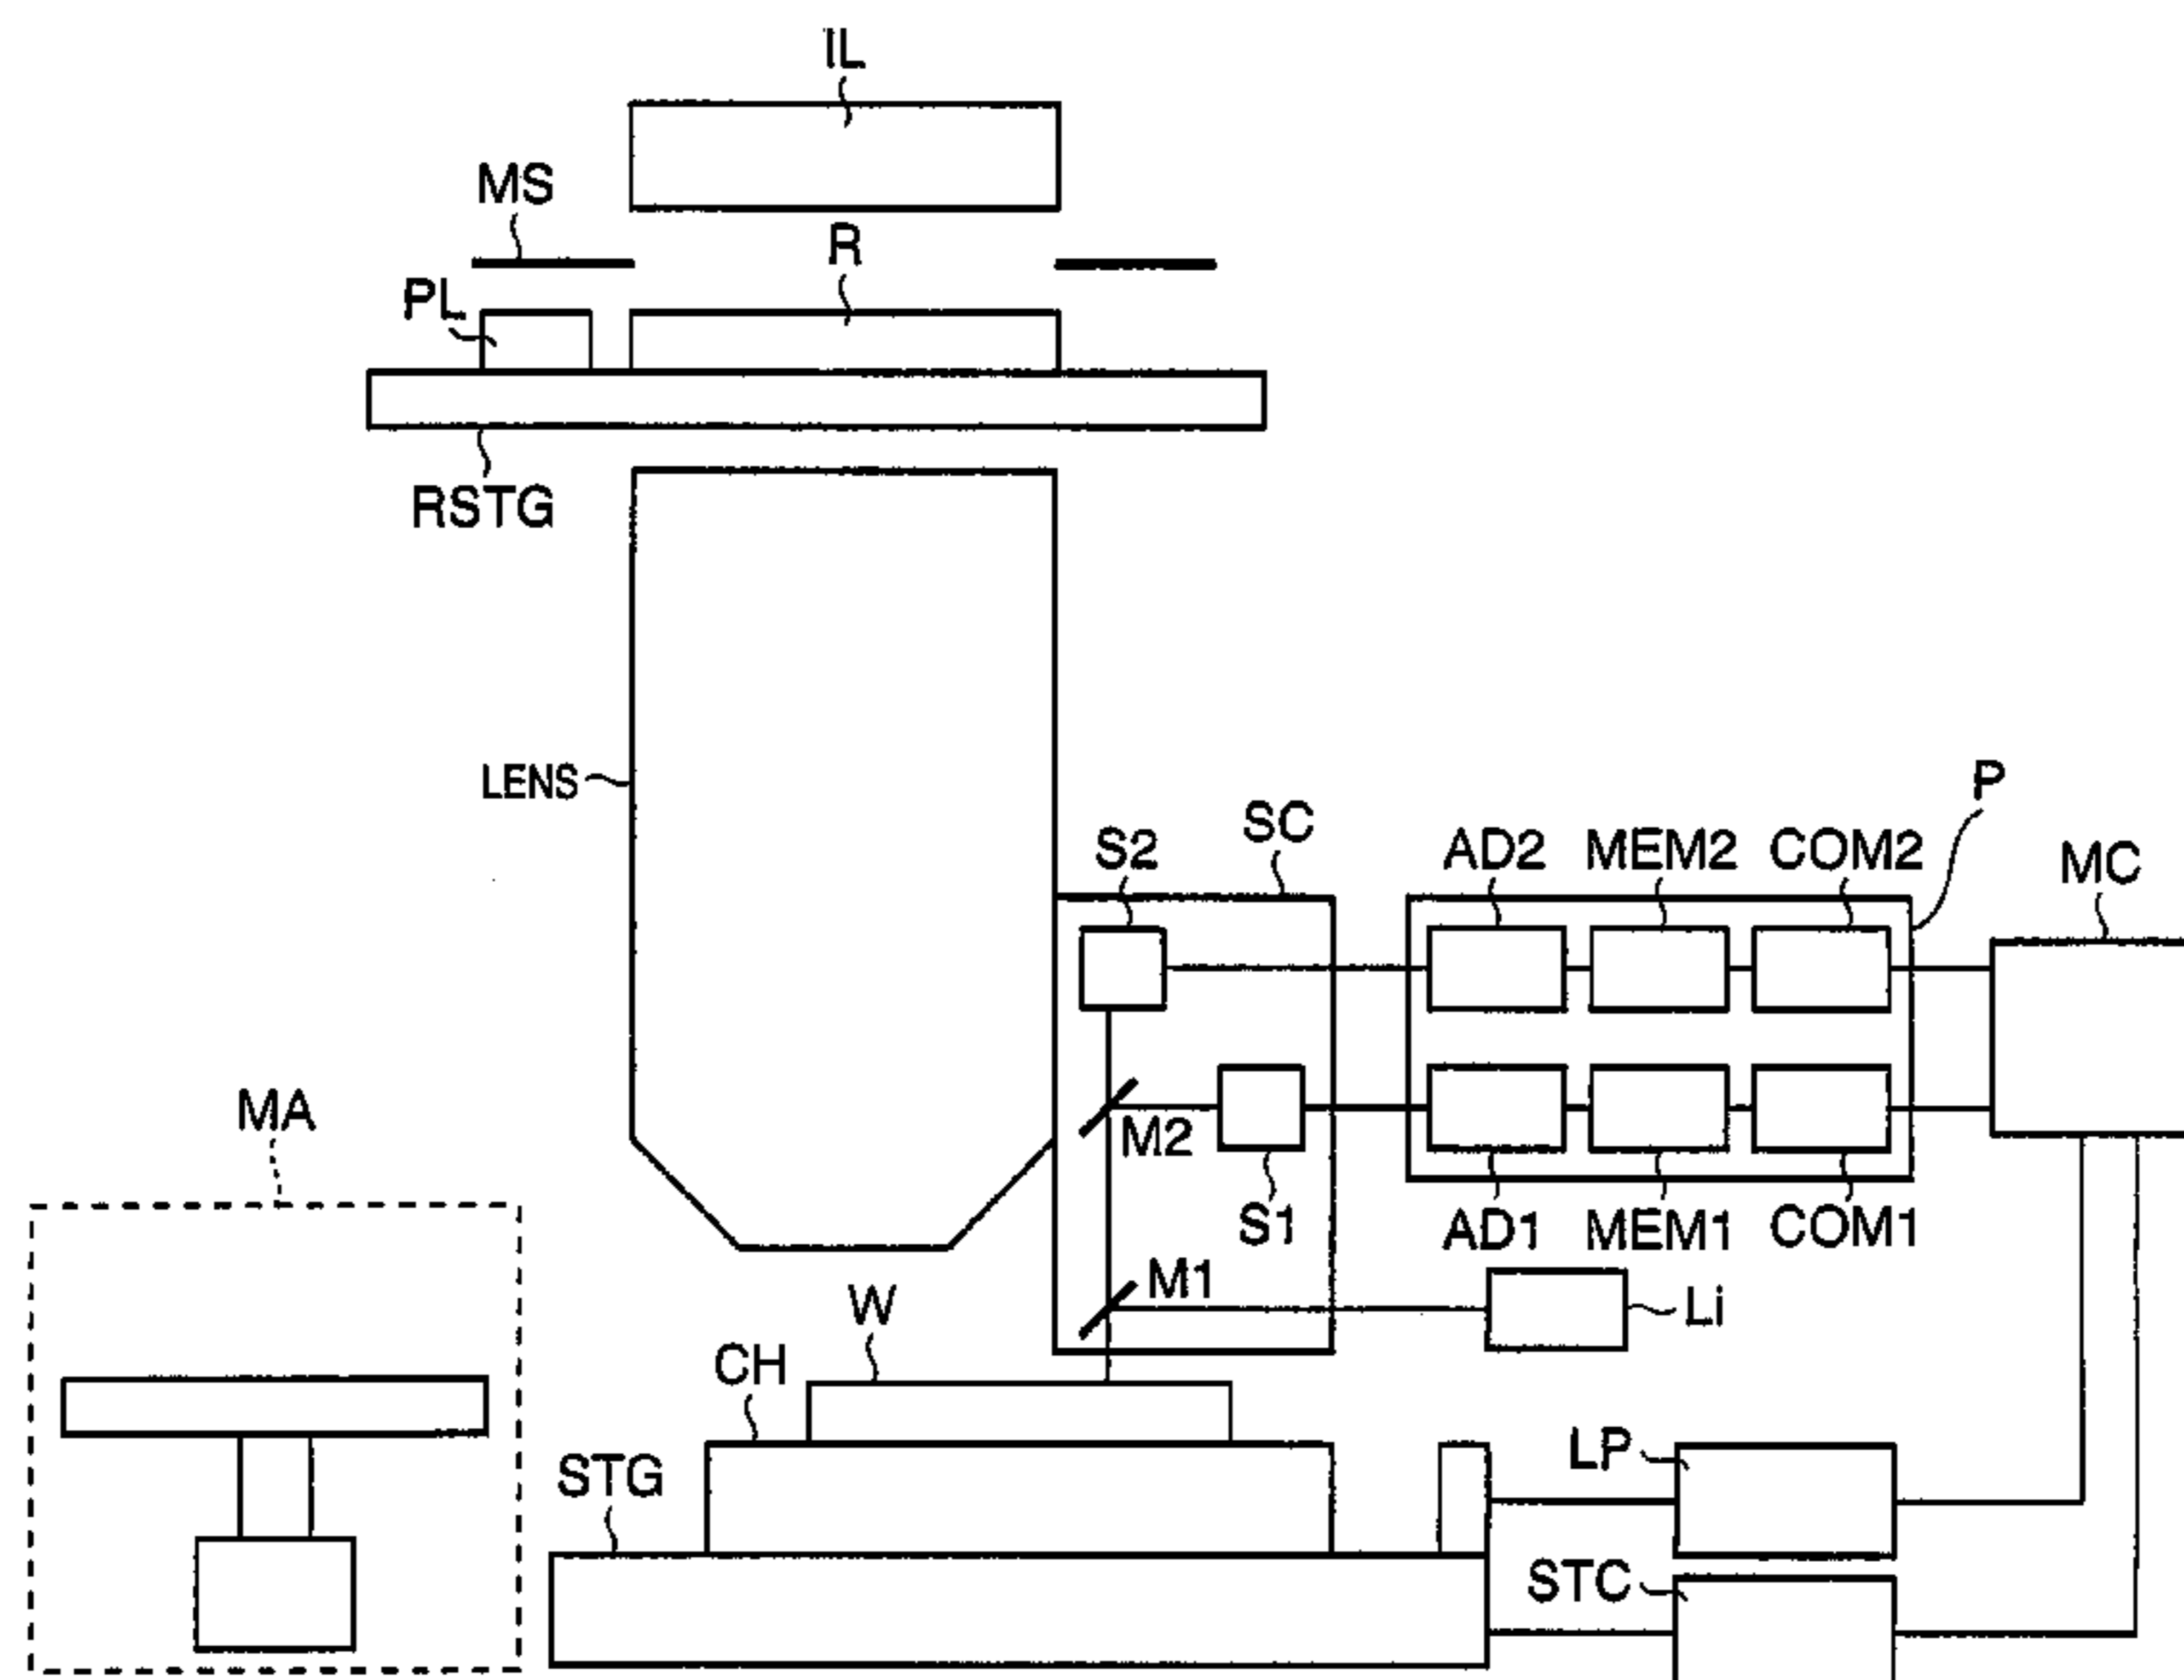 IL
MS
R
PL
RSTG
LENS
P
SC
S2
AD2
MEM2
COM2
MC
MA
M2
S1
AD1
MEM1
COM1
M1
W
Li
CH
LP
STG
STC